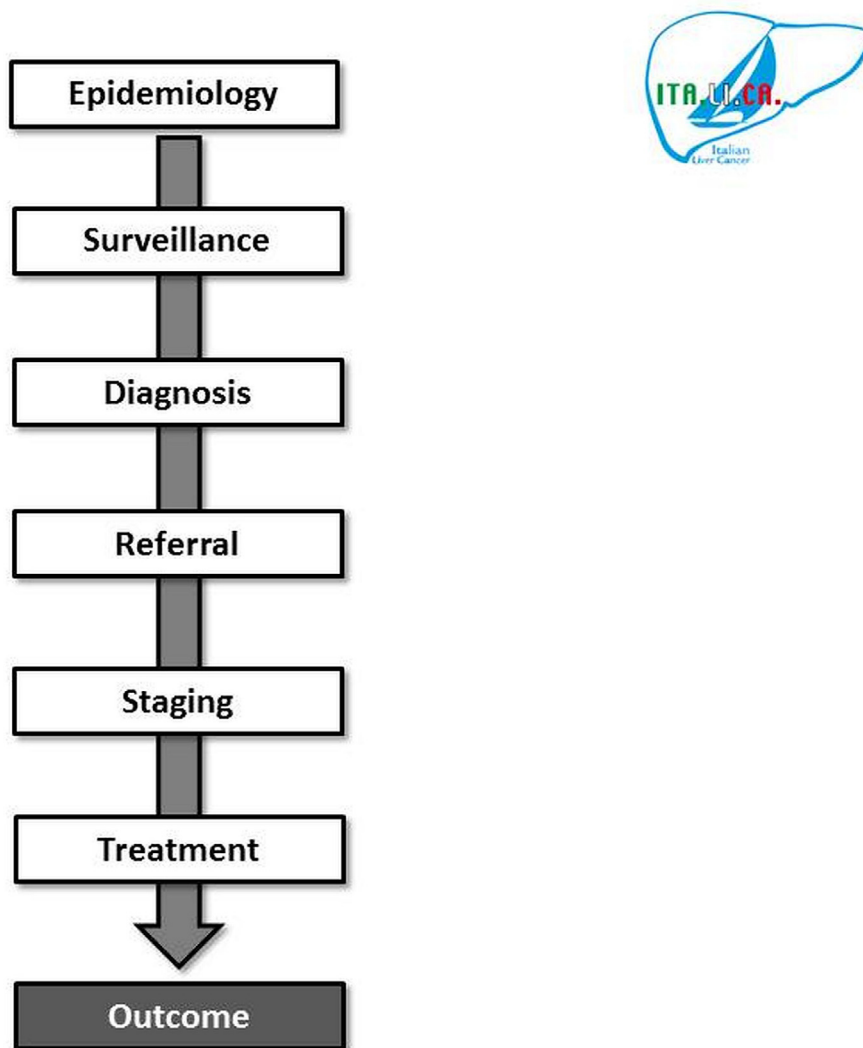 Epidemiology
ITA.LI.CA.
Italian
Liver Cancer
Surveillance
Diagnosis
Referral
Staging
Treatment
Outcome